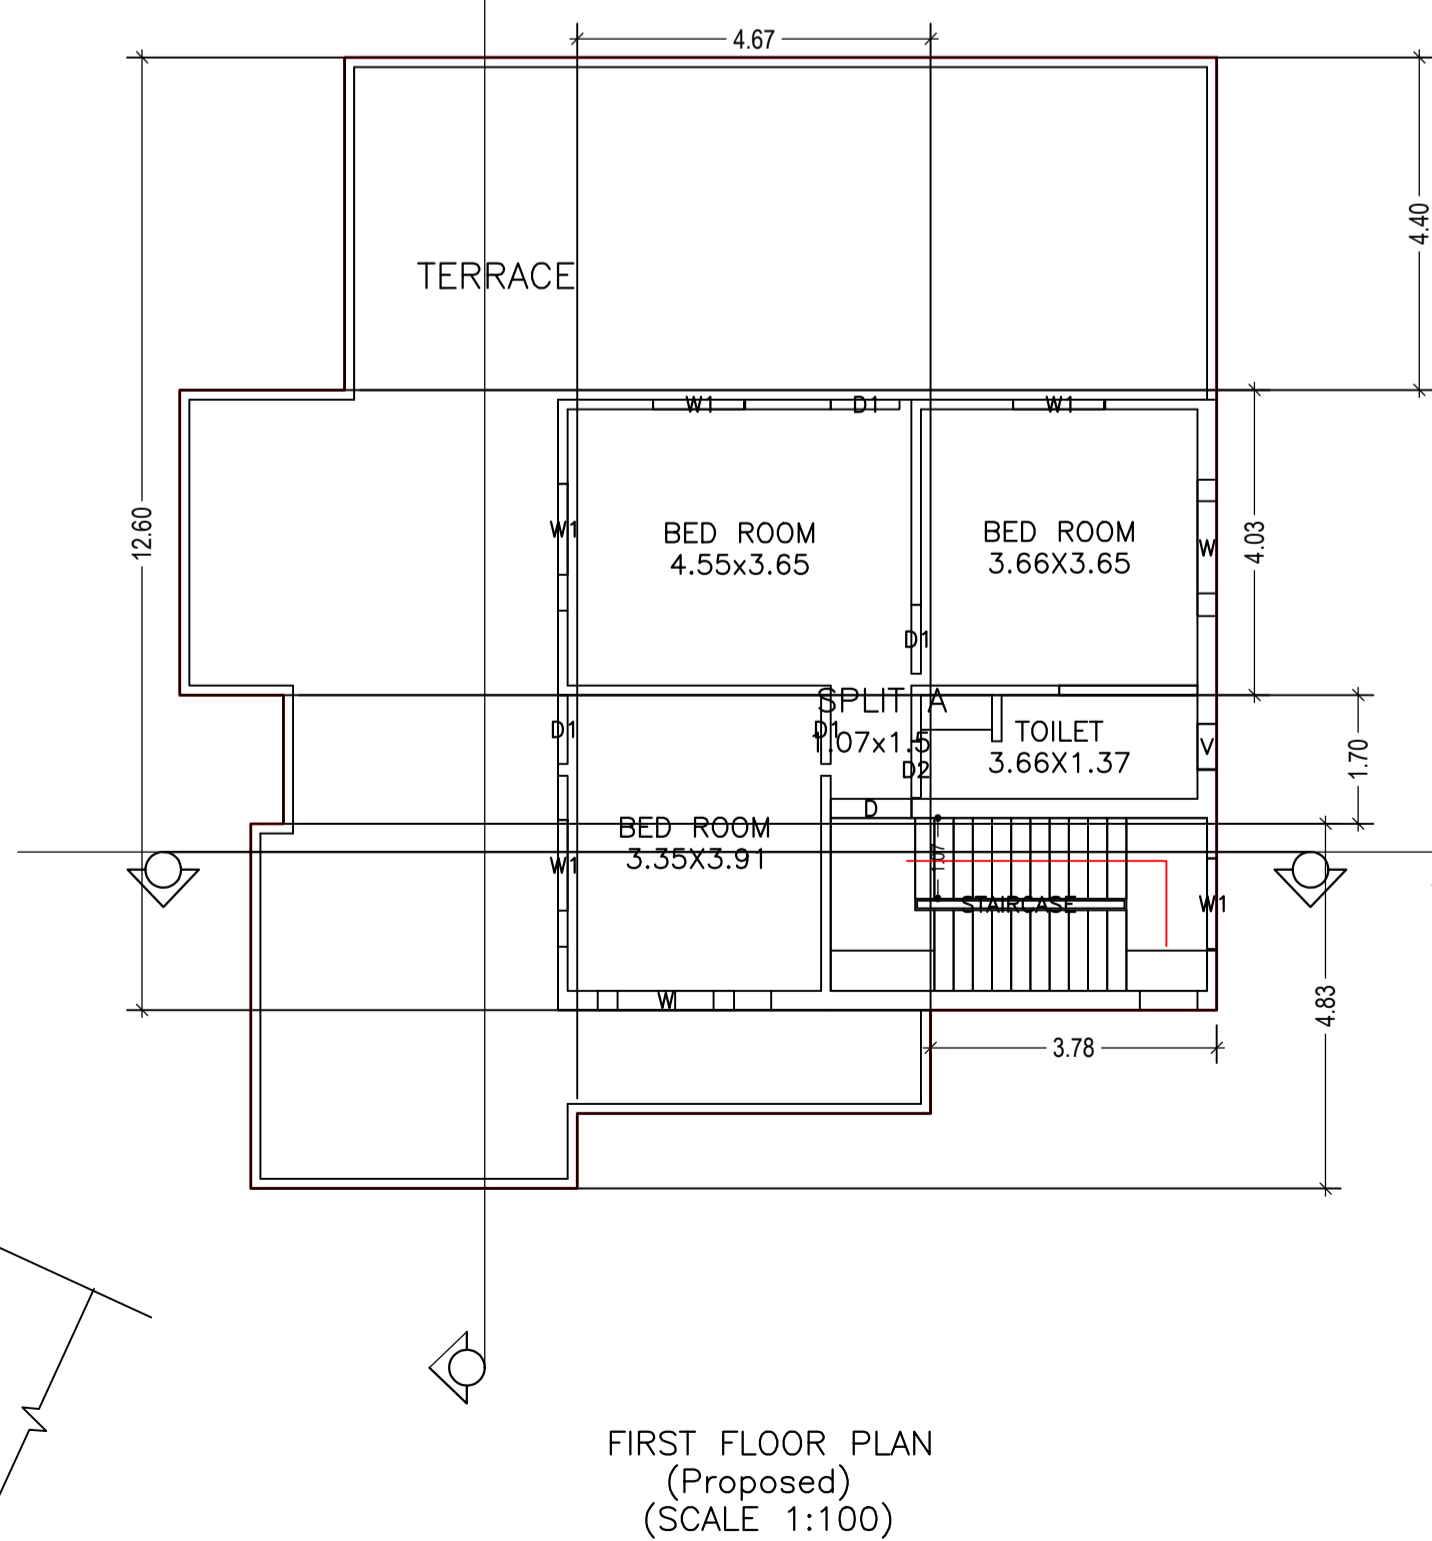 4.67
4.40
TERRACE
W1
D1
W1
12.60
W1
BED ROOM
4.55x3.65
BED ROOM
3.66X3.65
W
4.03
D1
SPLIT A
1.07x1.5
D1
D1
TOILET
3.66X1.37
V
1.70
D2
D
BED ROOM
3.35X3.91
W1
1.07
STAIRCASE
W1
W
4.83
3.78
FIRST FLOOR PLAN
(Proposed)
(SCALE 1:100)